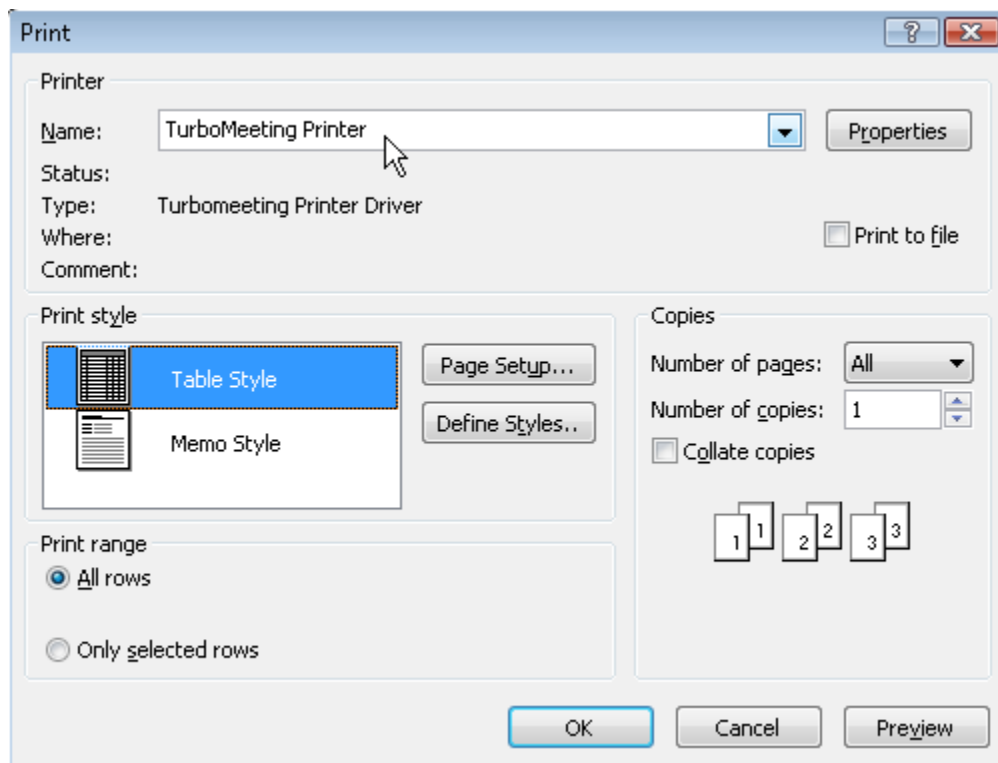 Print
Printer
Name: TurboMeeting Printer Properties
Status:
Type: Turbomeeting Printer Driver
Where: Print to file
Comment:
Print style
Table Style
Memo Style
Page Setup...
Define Styles..
Copies
Number of pages: All
Number of copies: 1
Collate copies
1 1 2 2 3 3
Print range
All rows
Only selected rows
OK Cancel Preview